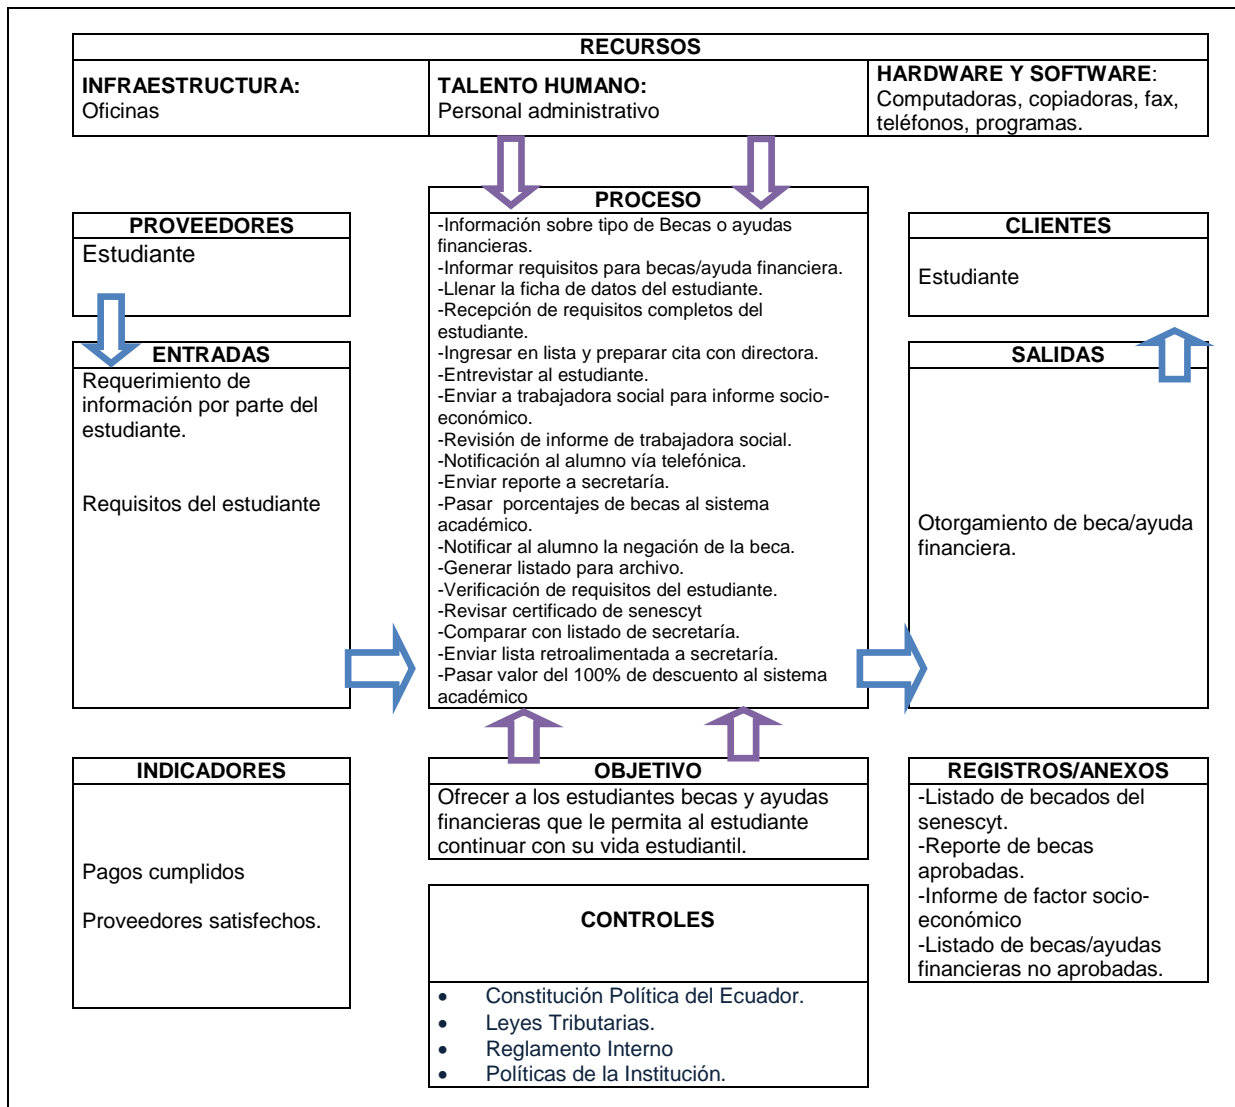 RECURSOS
INFRAESTRUCTURA:
Oficinas
TALENTO HUMANO:
Personal administrativo
HARDWARE Y SOFTWARE:
Computadoras, copiadoras, fax,
teléfonos, programas.
PROVEEDORES
Estudiante
ENTRADAS
Requerimiento de
información por parte del
estudiante.
Requisitos del estudiante
PROCESO
-Información sobre tipo de Becas o ayudas
financieras.
-Informar requisitos para becas/ayuda financiera.
-Llenar la ficha de datos del estudiante.
-Recepción de requisitos completos del
estudiante.
-Ingresar en lista y preparar cita con directora.
-Entrevistar al estudiante.
-Enviar a trabajadora social para informe socio-
económico.
-Revisión de informe de trabajadora social.
-Notificación al alumno vía telefónica.
-Enviar reporte a secretaría.
-Pasar  porcentajes de becas al sistema
académico.
-Notificar al alumno la negación de la beca.
-Generar listado para archivo.
-Verificación de requisitos del estudiante.
-Revisar certificado de senescyt
-Comparar con listado de secretaría.
-Enviar lista retroalimentada a secretaría.
-Pasar valor del 100% de descuento al sistema
académico
CLIENTES
Estudiante
SALIDAS
Otorgamiento de beca/ayuda
financiera.
INDICADORES
Pagos cumplidos
Proveedores satisfechos.
OBJETIVO
Ofrecer a los estudiantes becas y ayudas
financieras que le permita al estudiante
continuar con su vida estudiantil.
CONTROLES
• Constitución Política del Ecuador.
• Leyes Tributarias.
• Reglamento Interno
• Políticas de la Institución.
REGISTROS/ANEXOS
-Listado de becados del
senescyt.
-Reporte de becas
aprobadas.
-Informe de factor socio-
económico
-Listado de becas/ayudas
financieras no aprobadas.